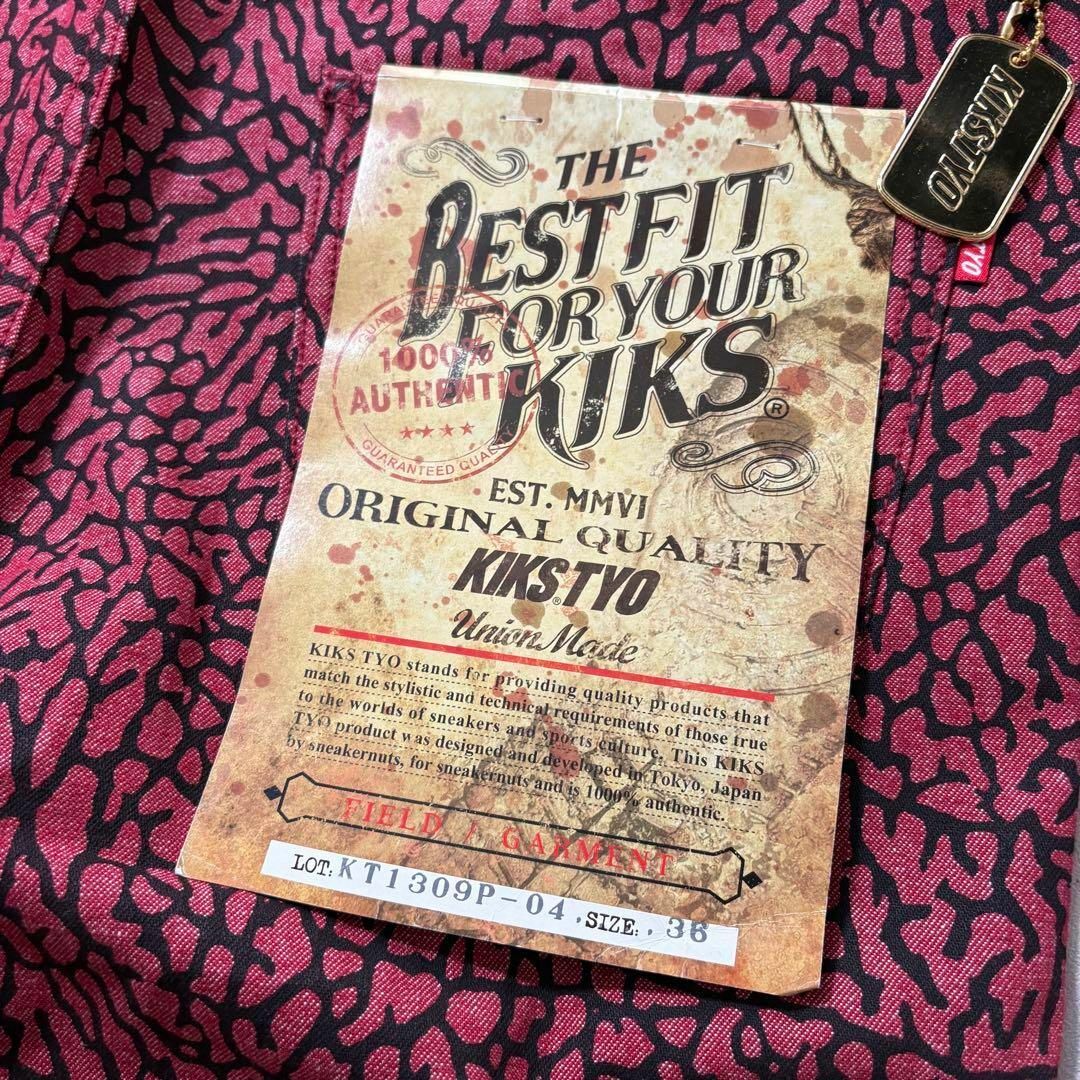 KIKSTYO
TYO
THE
BEST FIT
FOR YOUR
KIKS®
1000%
AUTHENTIC
GUARANTEED
EST. MMVI
ORIGINAL QUALITY
KIKS®TYO
Union Made
KIKS TYO stands for providing quality products that
match the stylistic and technical requirements of those true
to the worlds of sneakers and sports culture. This KIKS
TYO product was designed and developed in Tokyo, Japan
by sneakernuts, for sneakernuts and is 1000% authentic.
FIELD / GARMENT
LOT: KT1309P-04. SIZE: . 36